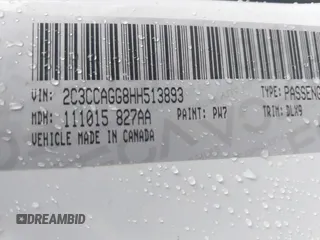 VIN: 2C3CCAGG8HH513893 TYPE: PASSENG
MDH: 111015 827AA PAINT: PW7 TRIM: DLX9
VEHICLE MADE IN CANADA
DREAMBID